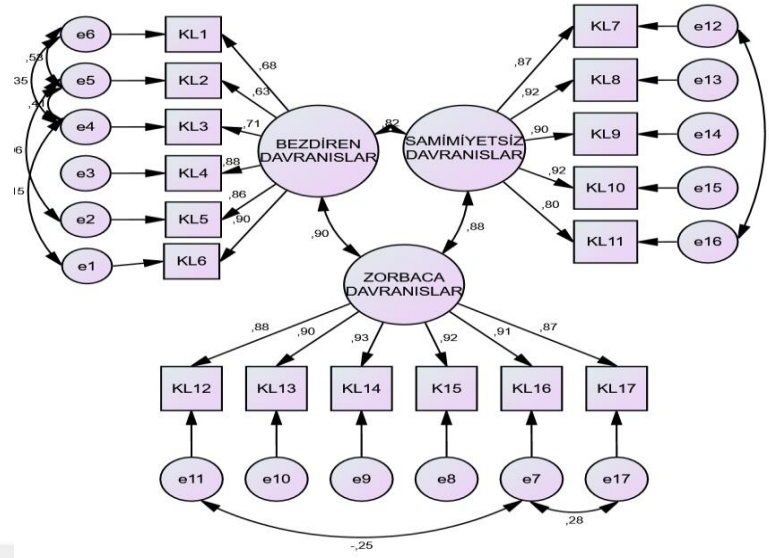 e6
KL1
,53
,68
35
e5
KL2
,63
,41
e4
KL3
,71
e3
KL4
,88
e2
KL5
,86
15
e1
KL6
,90
BEZDİREN
DAVRANISLAR
,82
SAMİMİYETSİZ
DAVRANISLAR
KL7
e12
,87
KL8
e13
,92
KL9
e14
,90
KL10
e15
,92
KL11
e16
,80
,90
,88
ZORBACA
DAVRANISLAR
,88
,90
,93
,92
,91
,87
KL12
KL13
KL14
K15
KL16
KL17
e11
e10
e9
e8
e7
e17
-,25
,28